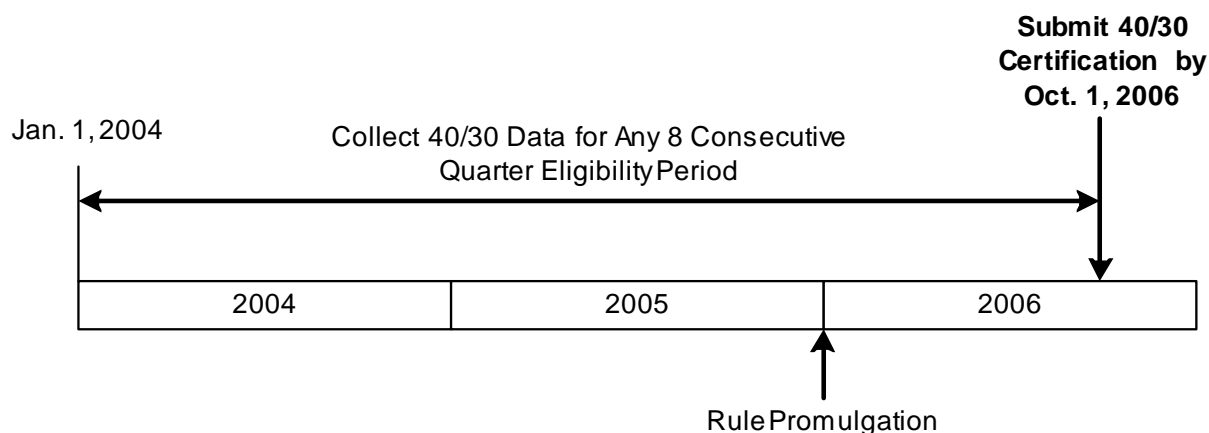 Submit 40/30
Certification by
Oct. 1, 2006
Jan. 1, 2004
Collect 40/30 Data for Any 8 Consecutive
Quarter Eligibility Period
2004
2005
2006
Rule Promulgation